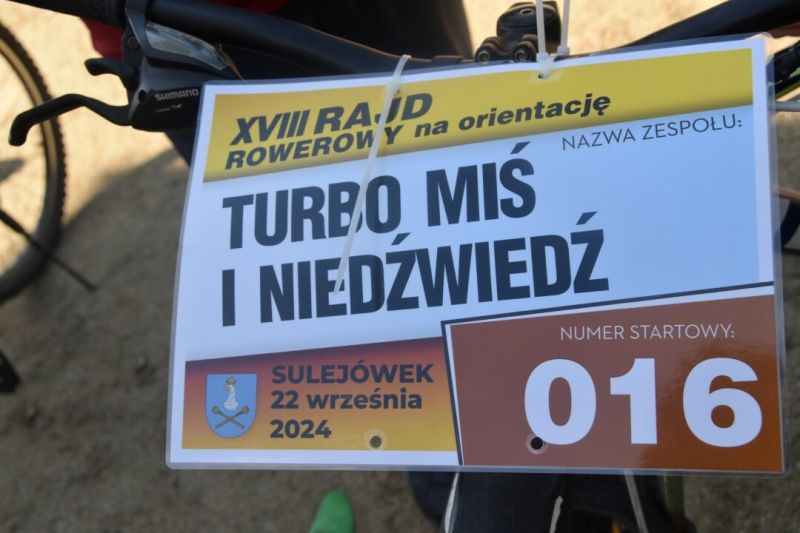 SHIMANO
XVIII RAJD
ROWEROWY na orientację
NAZWA ZESPOŁU:
TURBO MIŚ
I NIEDŹWIEDŹ
NUMER STARTOWY:
016
SULEJÓWEK
22 września
2024